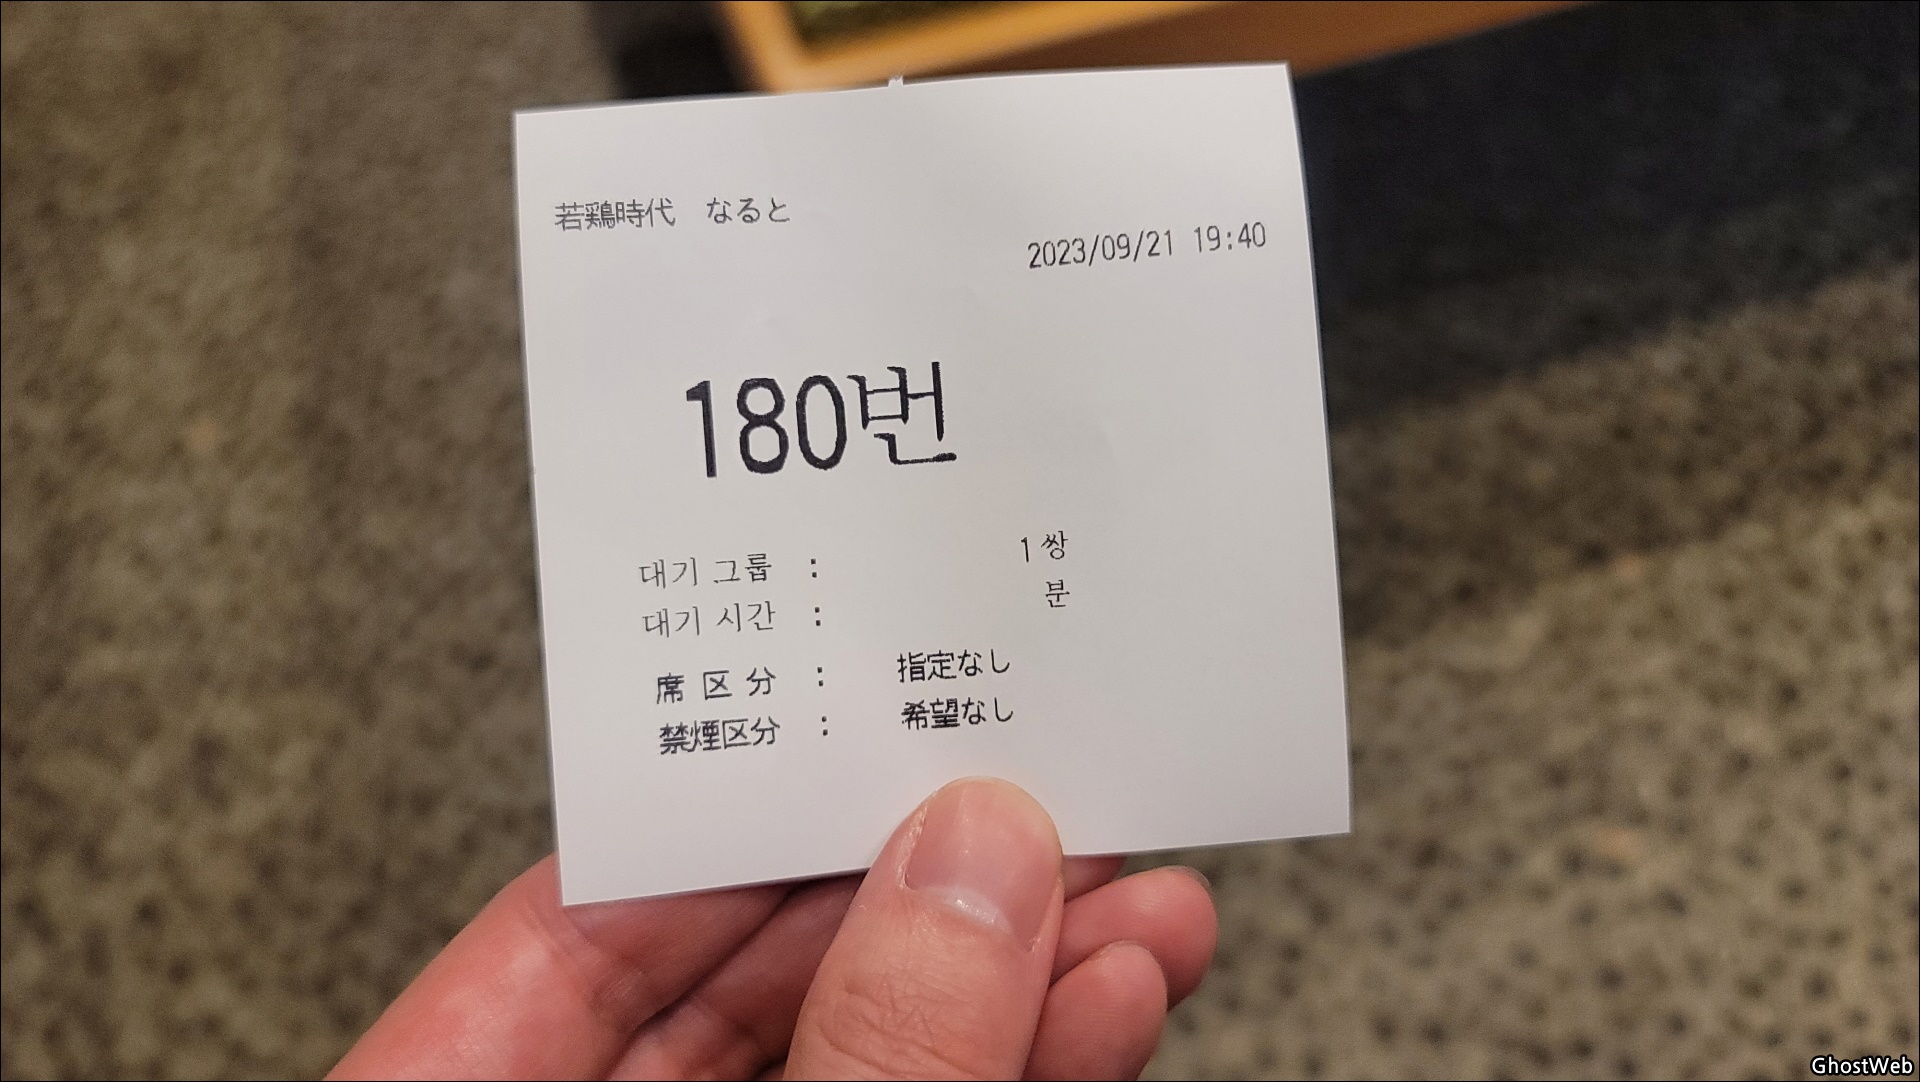 若鶏時代 なると
2023/09/21 19:40
180번
대기 그룹 : 1 쌍
대기 시간 : 분
席 区 分 : 指定なし
禁煙区分 : 希望なし
GhostWeb